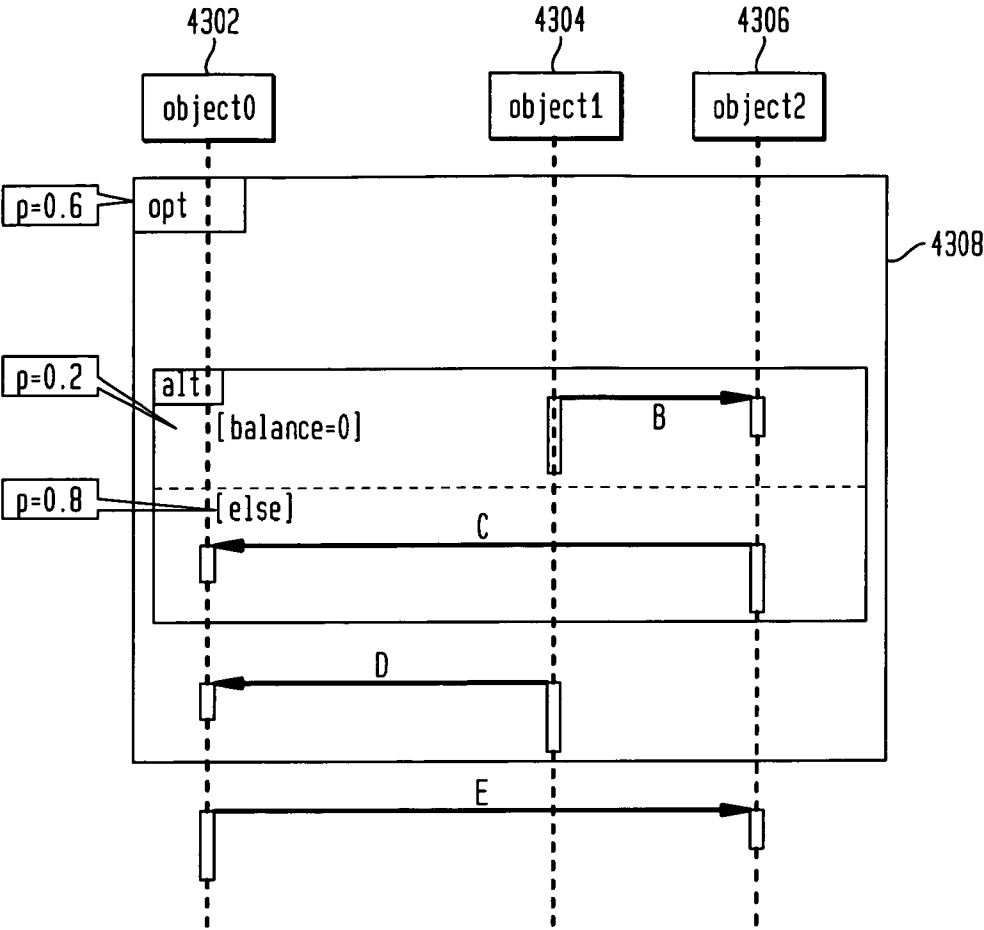 4302 4304 4306
object0 object1 object2
p=0.6 opt
4308
p=0.2 alt
[balance=0] B
p=0.8 [else]
C
D
E